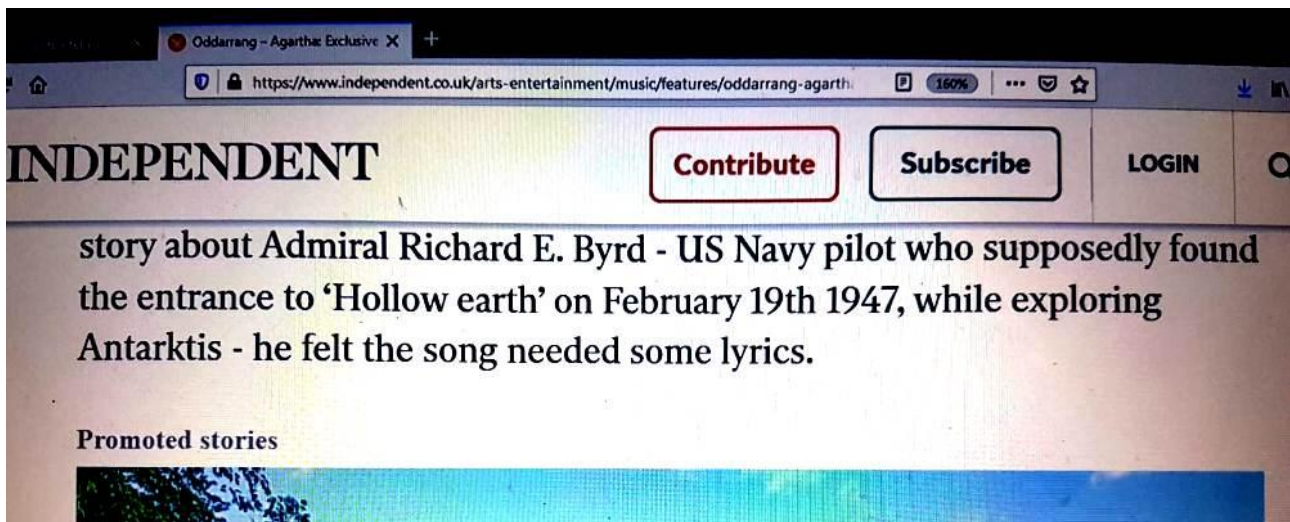 Oddarrang – Agartha: Exclusive
https://www.independent.co.uk/arts-entertainment/music/features/oddarrang-agarth
160%
INDEPENDENT
Contribute
Subscribe
LOGIN
story about Admiral Richard E. Byrd - US Navy pilot who supposedly found
the entrance to ‘Hollow earth’ on February 19th 1947, while exploring
Antarktis - he felt the song needed some lyrics.
Promoted stories